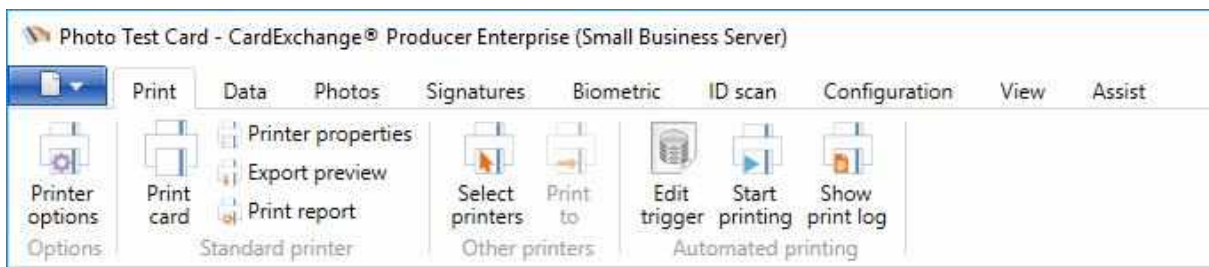 Photo Test Card - CardExchange® Producer Enterprise (Small Business Server)
Print Data Photos Signatures Biometric ID scan Configuration View Assist
Printer options
Print card
Printer properties
Export preview
Print report
Select printers
Print to
Edit trigger
Start printing
Show print log
Options Standard printer Other printers Automated printing